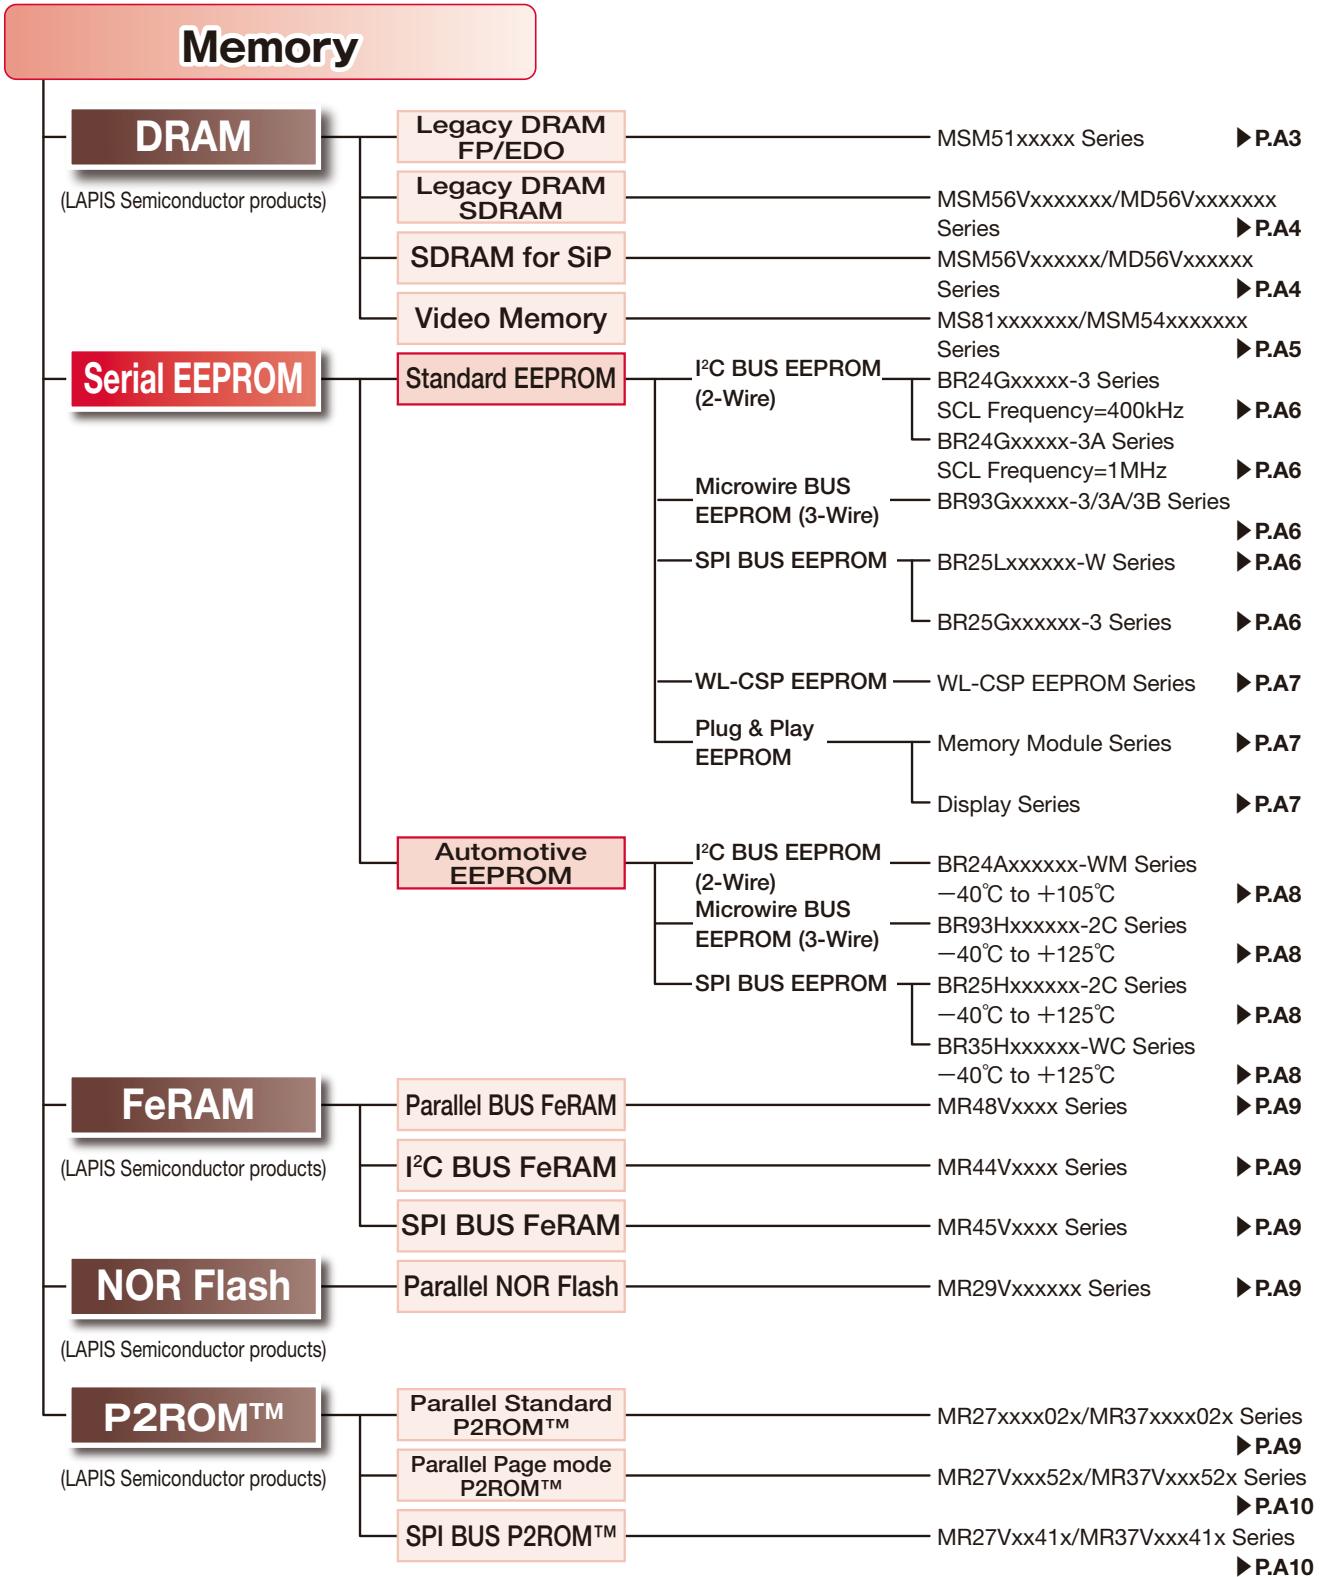 Memory
DRAM
(LAPIS Semiconductor products)
Legacy DRAM
FP/EDO
MSM51xxxxx Series ▶P.A3
Legacy DRAM
SDRAM
MSM56Vxxxxxxx/MD56Vxxxxxxx
Series ▶P.A4
SDRAM for SiP
MSM56Vxxxxxx/MD56Vxxxxxx
Series ▶P.A4
Video Memory
MS81xxxxxxx/MSM54xxxxxxx
Series ▶P.A5
Serial EEPROM
Standard EEPROM
I²C BUS EEPROM
(2-Wire)
BR24Gxxxxx-3 Series
SCL Frequency=400kHz ▶P.A6
BR24Gxxxxx-3A Series
SCL Frequency=1MHz ▶P.A6
Microwire BUS
EEPROM (3-Wire)
BR93Gxxxxx-3/3A/3B Series
▶P.A6
SPI BUS EEPROM
BR25Lxxxxxx-W Series ▶P.A6
BR25Gxxxxxx-3 Series ▶P.A6
WL-CSP EEPROM
WL-CSP EEPROM Series ▶P.A7
Plug & Play
EEPROM
Memory Module Series ▶P.A7
Display Series ▶P.A7
Automotive
EEPROM
I²C BUS EEPROM
(2-Wire)
BR24Axxxxxx-WM Series
−40℃ to +105℃ ▶P.A8
Microwire BUS
EEPROM (3-Wire)
BR93Hxxxxxx-2C Series
−40℃ to +125℃ ▶P.A8
SPI BUS EEPROM
BR25Hxxxxxx-2C Series
−40℃ to +125℃ ▶P.A8
BR35Hxxxxxx-WC Series
−40℃ to +125℃ ▶P.A8
FeRAM
(LAPIS Semiconductor products)
Parallel BUS FeRAM
MR48Vxxxx Series ▶P.A9
I²C BUS FeRAM
MR44Vxxxx Series ▶P.A9
SPI BUS FeRAM
MR45Vxxxx Series ▶P.A9
NOR Flash
(LAPIS Semiconductor products)
Parallel NOR Flash
MR29Vxxxxxx Series ▶P.A9
P2ROM™
(LAPIS Semiconductor products)
Parallel Standard
P2ROM™
MR27xxxx02x/MR37xxxx02x Series
▶P.A9
Parallel Page mode
P2ROM™
MR27Vxxx52x/MR37Vxxx52x Series
▶P.A10
SPI BUS P2ROM™
MR27Vxx41x/MR37Vxxx41x Series
▶P.A10